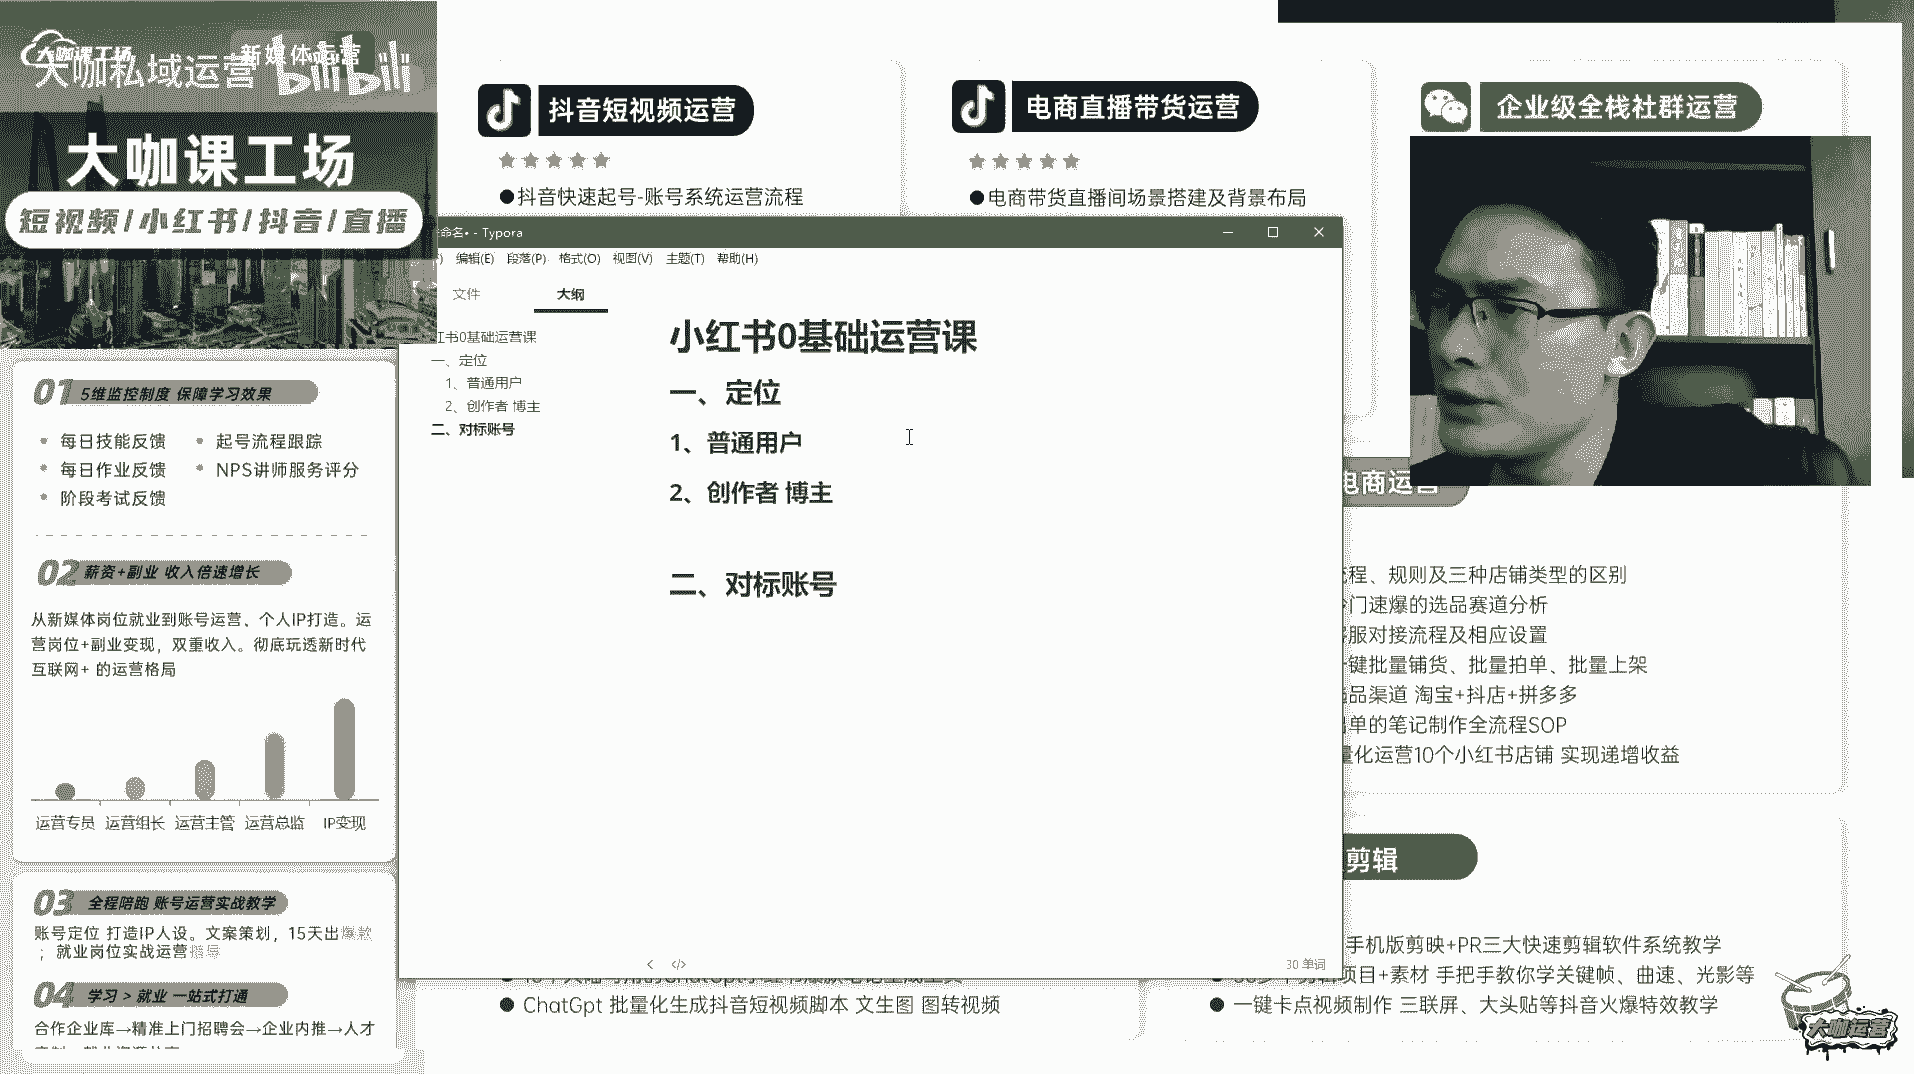 大咖课工场
新媒体运营
大咖私域运营
bilibili
大咖课工场
短视频/小红书/抖音/直播
01 5维监控制度 保障学习效果
每日技能反馈
起号流程跟踪
每日作业反馈
NPS讲师服务评分
阶段考试反馈
02 薪资+副业 收入倍速增长
从新媒体岗位就业到账号运营、个人IP打造。运
营岗位+副业变现，双重收入。彻底玩透新时代
互联网+ 的运营格局
运营专员 运营组长 运营主管 运营总监 IP变现
03 全程陪跑 账号运营实战教学
账号定位 打造IP人设。文案策划，15天出爆款
；就业岗位实战运营指导
04 学习 > 就业 一站式打通
合作企业库→精准上门招聘会→企业内推→人才
抖音短视频运营
●抖音快速起号-账号系统运营流程
电商直播带货运营
●电商带货直播间场景搭建及背景布局
企业级全栈社群运营
命名• - Typora
编辑(E) 段落(P) 格式(O) 视图(V) 主题(T) 帮助(H)
文件 大纲
红书0基础运营课
一、定位
1、普通用户
2、创作者 博主
二、对标账号
小红书0基础运营课
一、定位
1、普通用户
2、创作者 博主
二、对标账号
30 单词
电商运营
程、规则及三种店铺类型的区别
门速爆的选品赛道分析
服对接流程及相应设置
键批量铺货、批量拍单、批量上架
品渠道 淘宝+抖店+拼多多
单的笔记制作全流程SOP
量化运营10个小红书店铺 实现递增收益
剪辑
手机版剪映+PR三大快速剪辑软件系统教学
项目+素材 手把手教你学关键帧、曲速、光影等
● 一键卡点视频制作 三联屏、大头贴等抖音火爆特效教学
● ChatGpt 批量化生成抖音短视频脚本 文生图 图转视频
大咖运营